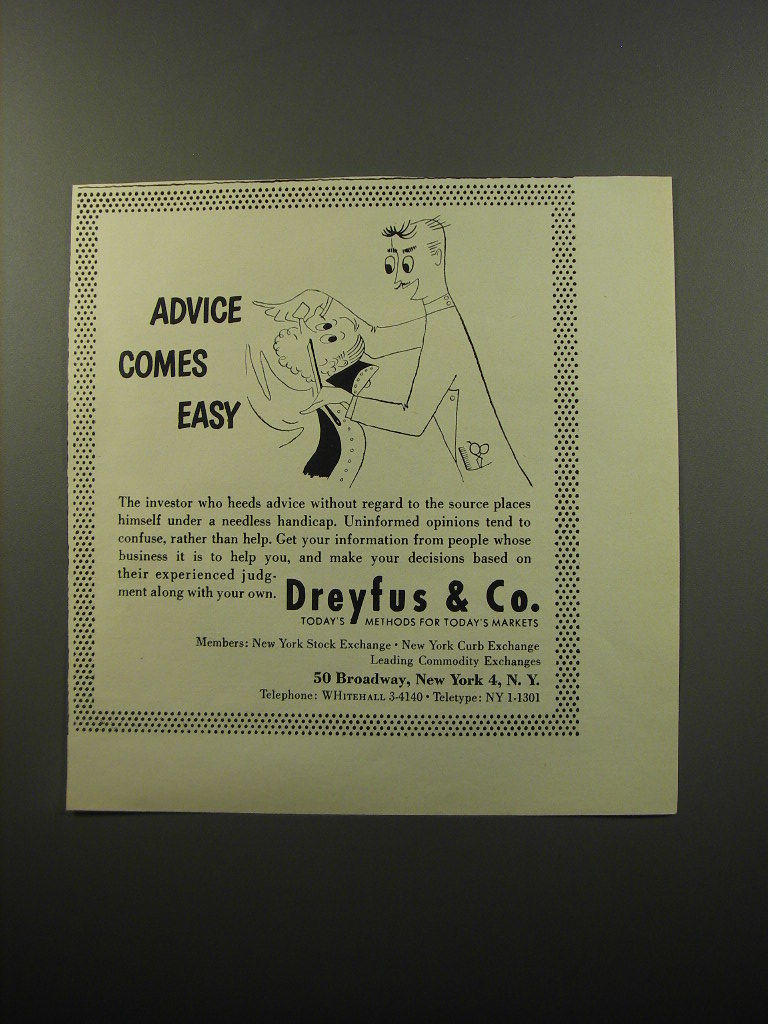 ADVICE
COMES
EASY
The investor who heeds advice without regard to the source places
himself under a needless handicap. Uninformed opinions tend to
confuse, rather than help. Get your information from people whose
business it is to help you, and make your decisions based on
their experienced judg-
ment along with your own.
Dreyfus & Co.
TODAY'S METHODS FOR TODAY'S MARKETS
Members: New York Stock Exchange • New York Curb Exchange
Leading Commodity Exchanges
50 Broadway, New York 4, N. Y.
Telephone: WHITEHALL 3-4140 • Teletype: NY 1-1301